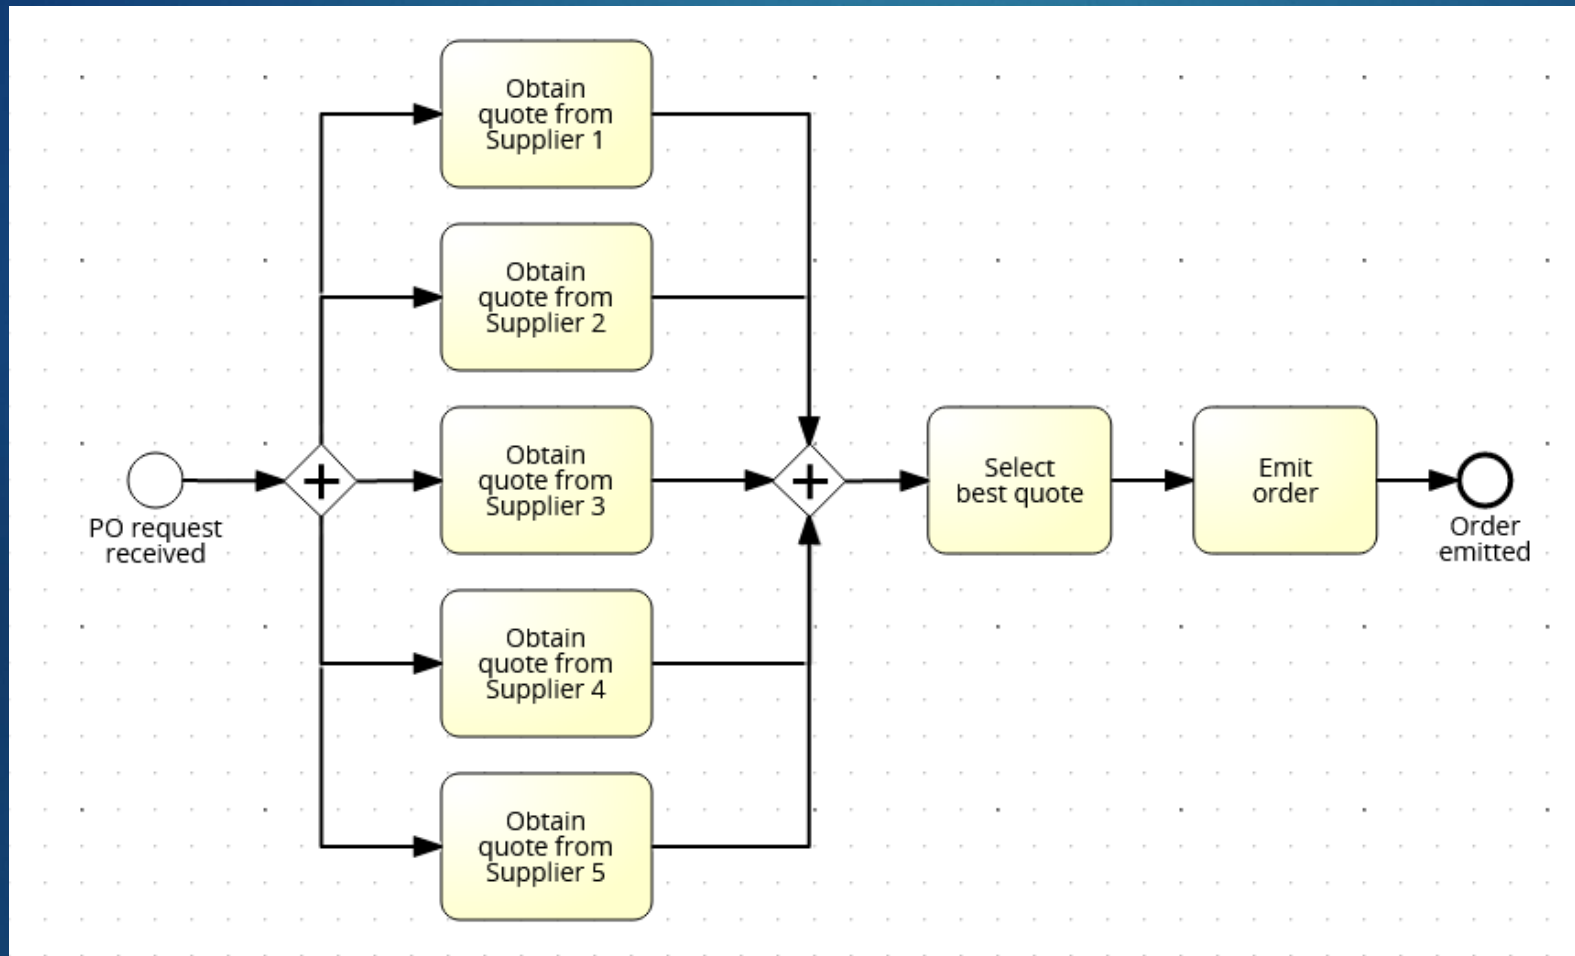 Obtain
quote from
Supplier 1
Obtain
quote from
Supplier 2
PO request
received
Obtain
quote from
Supplier 3
Select
best quote
Emit
order
Order
emitted
Obtain
quote from
Supplier 4
Obtain
quote from
Supplier 5